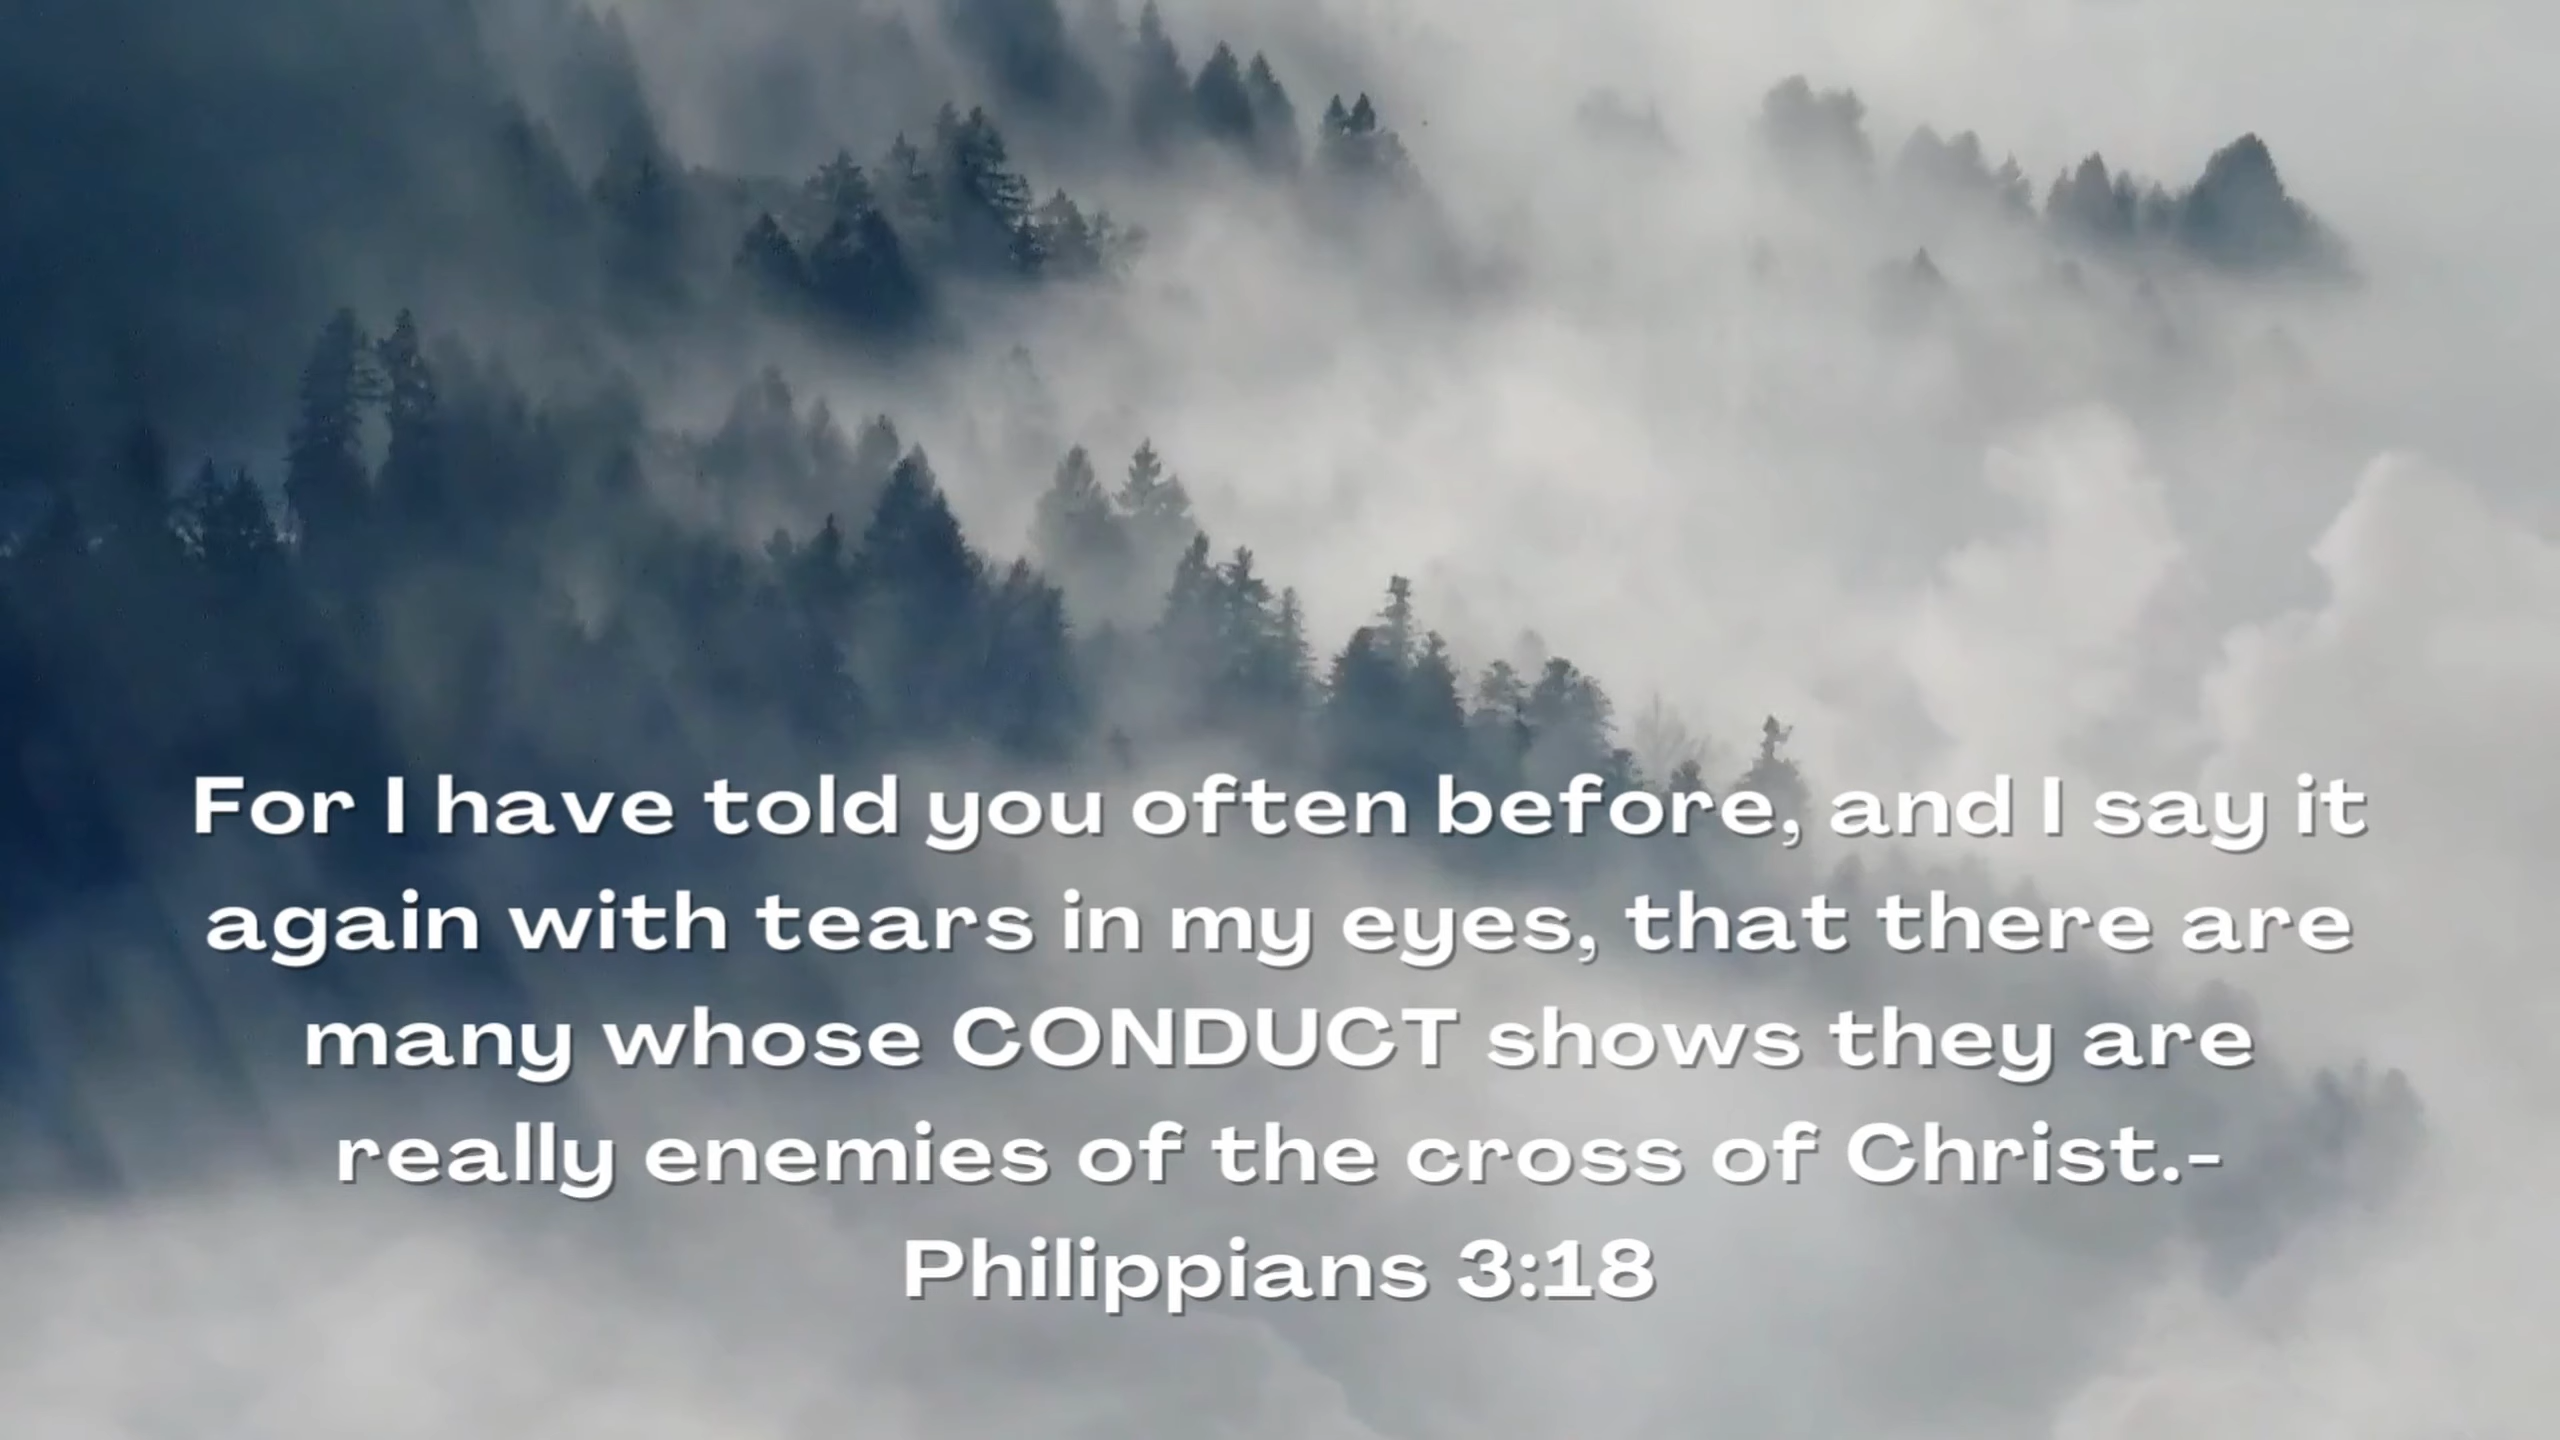 For I have told you often before, and I say it
again with tears in my eyes, that there are
many whose CONDUCT shows they are
really enemies of the cross of Christ.-
Philippians 3:18